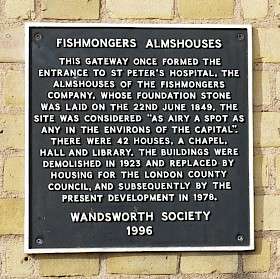 FISHMONGERS ALMSHOUSES
THIS GATEWAY ONCE FORMED THE
ENTRANCE TO ST PETER'S HOSPITAL, THE
ALMSHOUSES OF THE FISHMONGERS
COMPANY, WHOSE FOUNDATION STONE
WAS LAID ON THE 22ND JUNE 1849, THE
SITE WAS CONSIDERED "AS AIRY A SPOT AS
ANY IN THE ENVIRONS OF THE CAPITAL".
THERE WERE 42 HOUSES, A CHAPEL,
HALL AND LIBRARY. THE BUILDINGS WERE
DEMOLISHED IN 1923 AND REPLACED BY
HOUSING FOR THE LONDON COUNTY
COUNCIL, AND SUBSEQUENTLY BY THE
PRESENT DEVELOPMENT IN 1978.
WANDSWORTH SOCIETY
1996